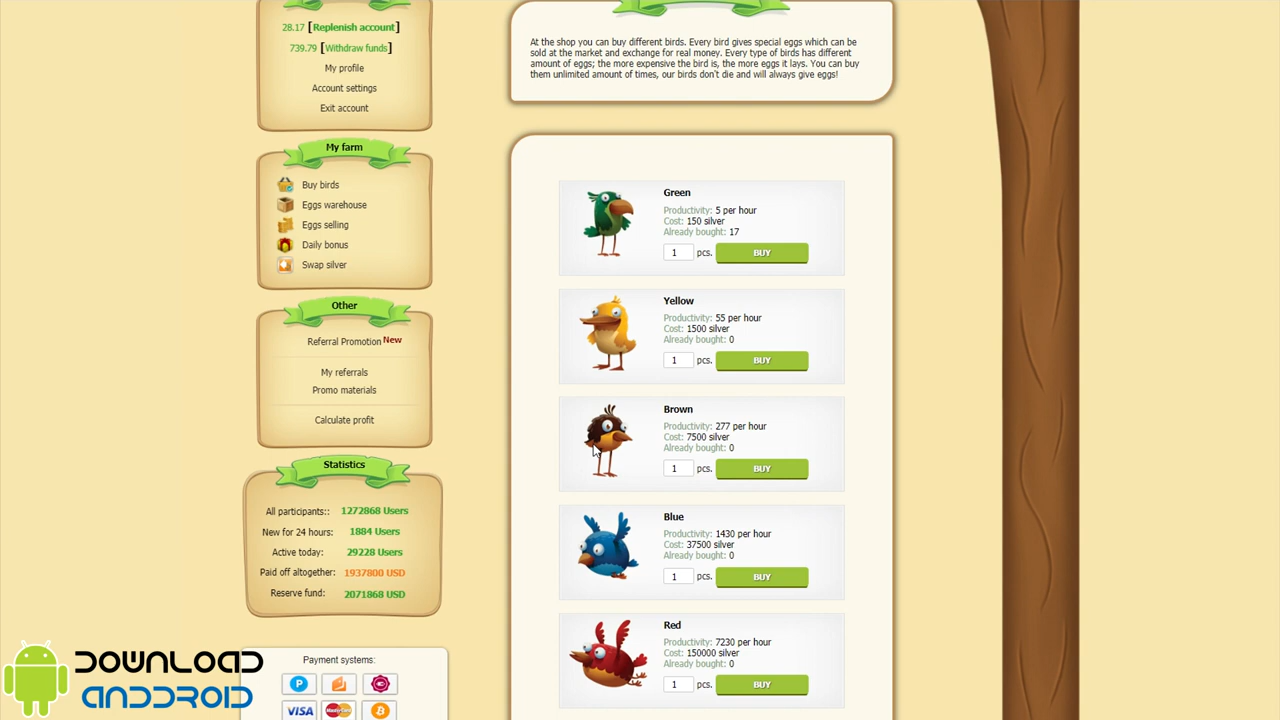 28.17 [Replenish account]
739.79 [Withdraw funds]
My profile
Account settings
Exit account
My farm
Buy birds
Eggs warehouse
Eggs selling
Daily bonus
Swap silver
Other
Referral Promotion New
My referrals
Promo materials
Calculate profit
Statistics
All participants:: 1272868 Users
New for 24 hours: 1884 Users
Active today: 29228 Users
Paid off altogether: 1937800 USD
Reserve fund: 2071868 USD
Payment systems:
P
VISA MasterCard
DOWNLOAD
ANDDROID
At the shop you can buy different birds. Every bird gives special eggs which can be
sold at the market and exchange for real money. Every type of birds has different
amount of eggs; the more expensive the bird is, the more eggs it lays. You can buy
them unlimited amount of times, our birds don't die and will always give eggs!
Green
Productivity: 5 per hour
Cost: 150 silver
Already bought: 17
1 pcs. BUY
Yellow
Productivity: 55 per hour
Cost: 1500 silver
Already bought: 0
1 pcs. BUY
Brown
Productivity: 277 per hour
Cost: 7500 silver
Already bought: 0
1 pcs. BUY
Blue
Productivity: 1430 per hour
Cost: 37500 silver
Already bought: 0
1 pcs. BUY
Red
Productivity: 7230 per hour
Cost: 150000 silver
Already bought: 0
1 pcs. BUY